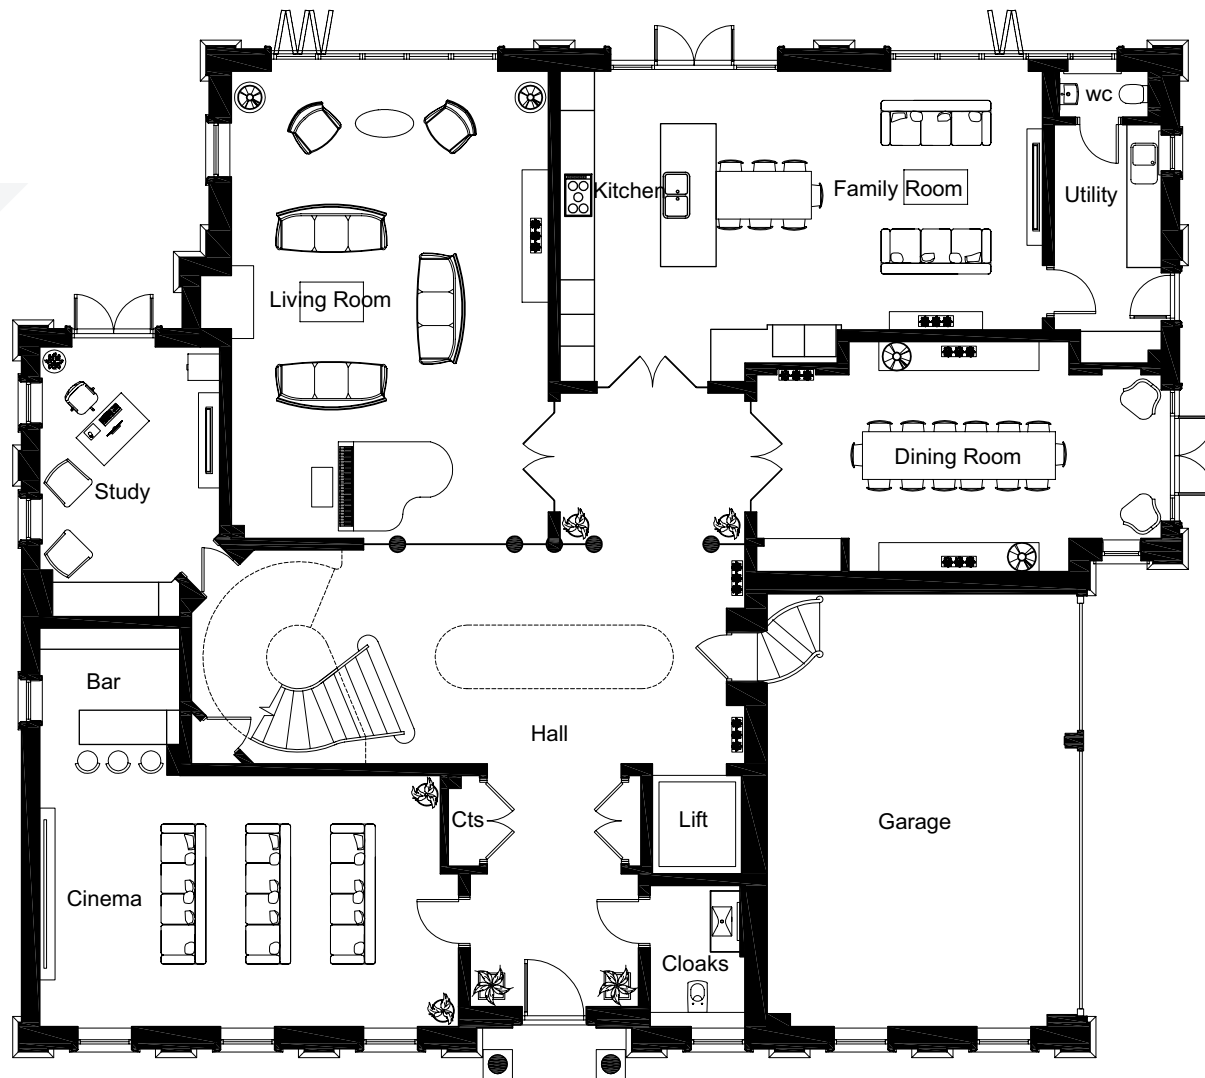 wc
Kitchen
Family Room
Utility
Living Room
Dining Room
Study
Bar
Hall
Cts
Lift
Garage
Cinema
Cloaks